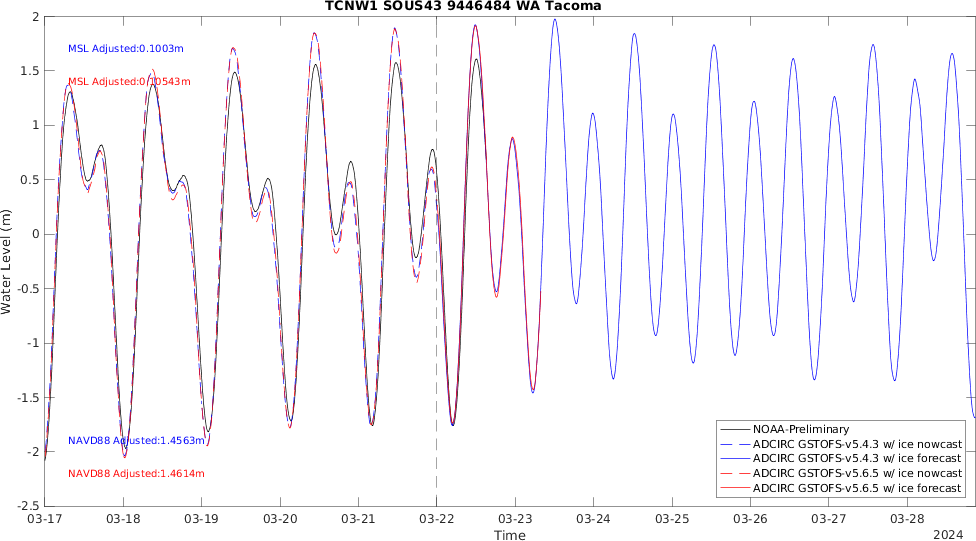 TCNW1 SOUS43 9446484 WA Tacoma
2
MSL Adjusted:0.1003m
1.5
MSL Adjusted:0.10543m
1
0.5
0
Water Level (m)
-0.5
-1
-1.5
NAVD88 Adjusted:1.4563m
-2
NAVD88 Adjusted:1.4614m
-2.5
NOAA-Preliminary
ADCIRC GSTOFS-v5.4.3 w/ ice nowcast
ADCIRC GSTOFS-v5.4.3 w/ ice forecast
ADCIRC GSTOFS-v5.6.5 w/ ice nowcast
ADCIRC GSTOFS-v5.6.5 w/ ice forecast
03-17 03-18 03-19 03-20 03-21 03-22 03-23 03-24 03-25 03-26 03-27 03-28
Time
2024